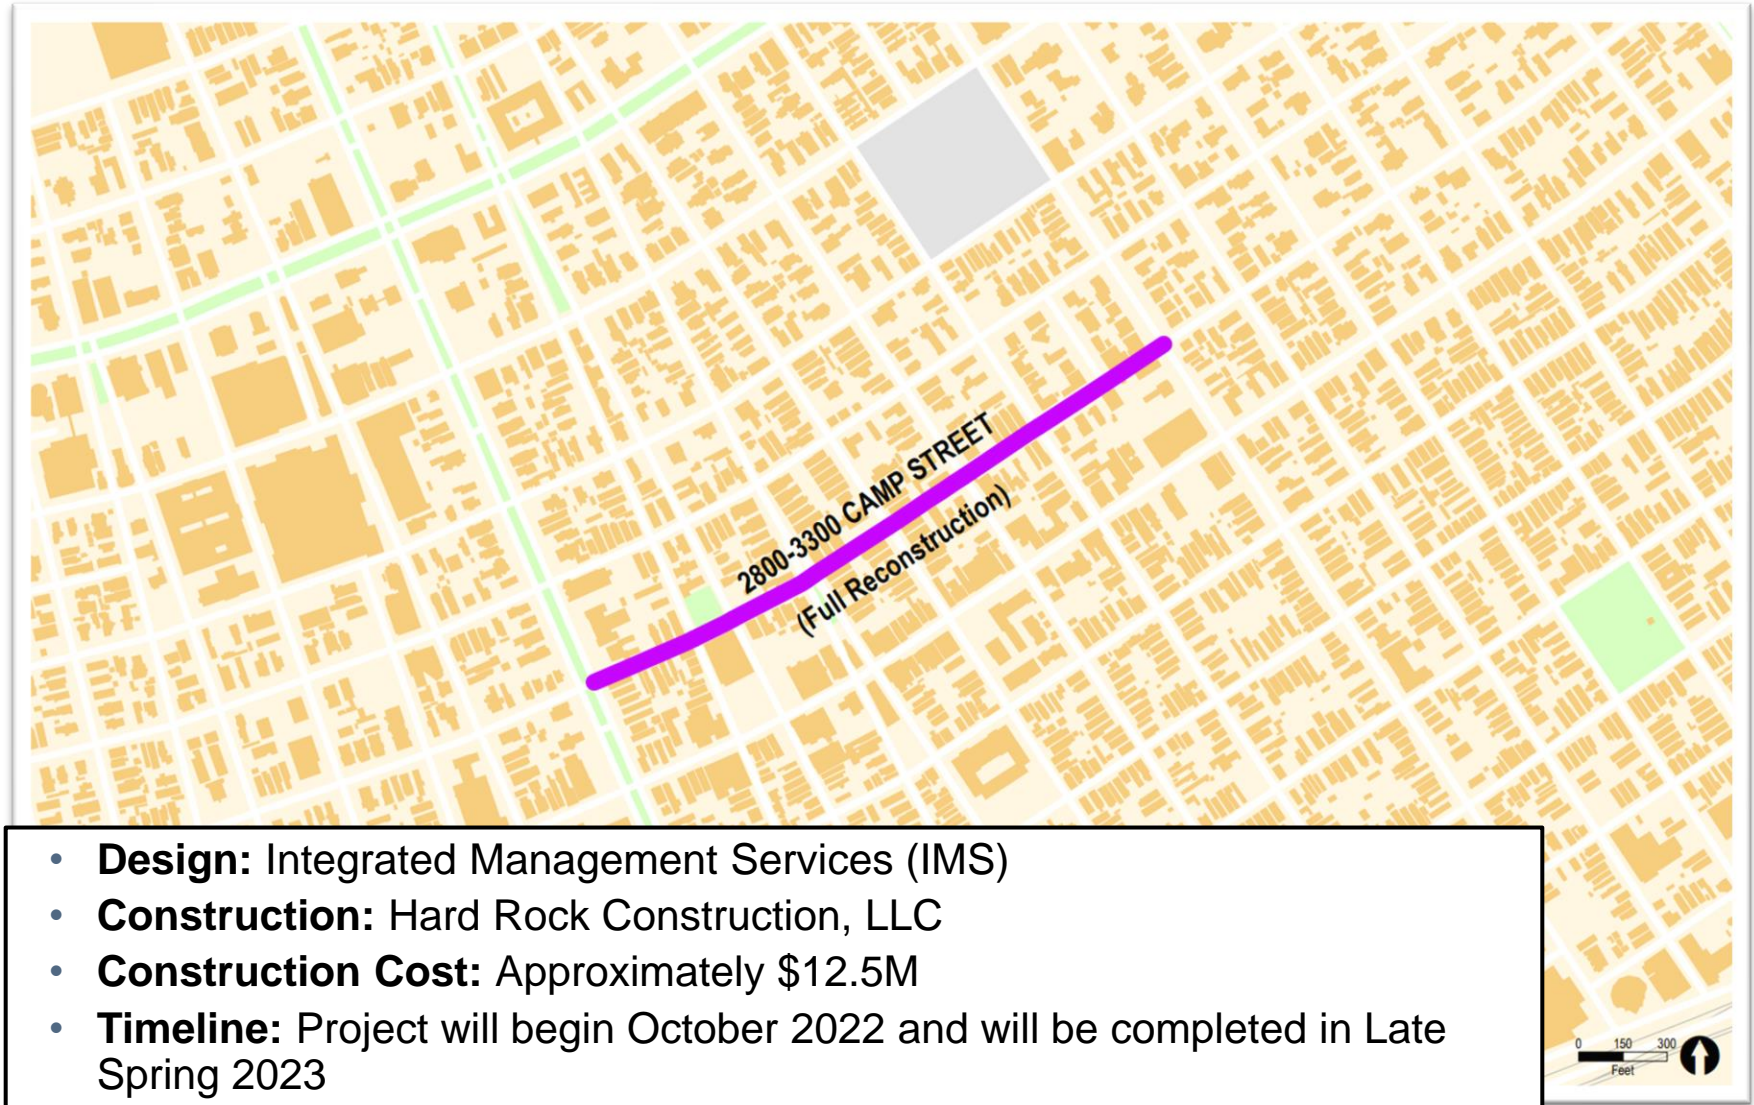 2800-3300 CAMP STREET
(Full Reconstruction)
• Design: Integrated Management Services (IMS)
• Construction: Hard Rock Construction, LLC
• Construction Cost: Approximately $12.5M
• Timeline: Project will begin October 2022 and will be completed in Late
Spring 2023
0 150 300
Feet